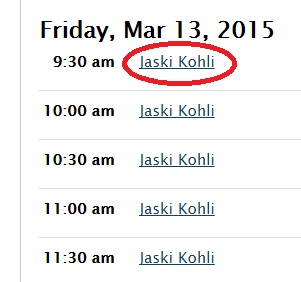 Friday, Mar 13, 2015
9:30 am Jaski Kohli
10:00 am Jaski Kohli
10:30 am Jaski Kohli
11:00 am Jaski Kohli
11:30 am Jaski Kohli